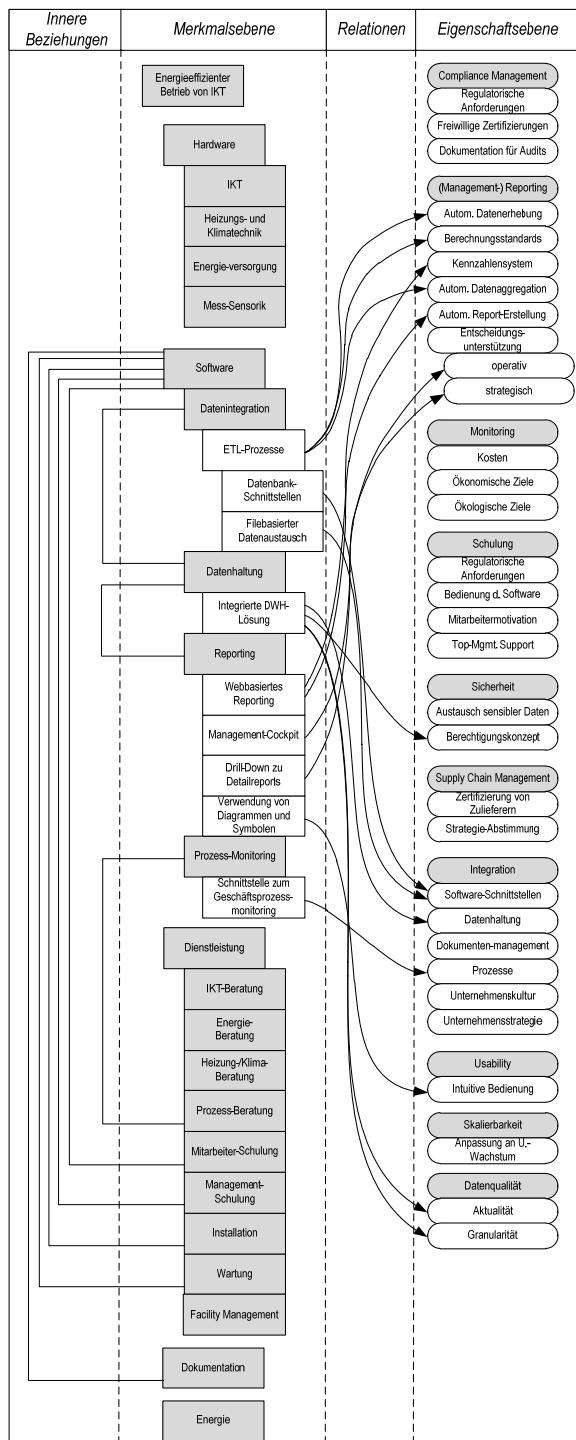 Innere
Beziehungen
Merkmalsebene
Relationen
Eigenschaftsebene
Energieeffizienter
Betrieb von IKT
Hardware
IKT
Heizungs- und
Klimatechnik
Energie-versorgung
Mess-Sensorik
Software
Datenintegration
ETL-Prozesse
Datenbank-
Schnittstellen
Filebasierter
Datenaustausch
Datenhaltung
Integrierte DWH-
Lösung
Reporting
Webbasiertes
Reporting
Management-Cockpit
Drill-Down zu
Detailreports
Verwendung von
Diagrammen und
Symbolen
Prozess-Monitoring
Schnittstelle zum
Geschäftsprozess-
monitoring
Dienstleistung
IKT-Beratung
Energie-
Beratung
Heizung-/Klima-
Beratung
Prozess-Beratung
Mitarbeiter-Schulung
Management-
Schulung
Installation
Wartung
Facility Management
Dokumentation
Energie
Compliance Management
Regulatorische
Anforderungen
Freiwillige Zertifizierungen
Dokumentation für Audits
(Management-) Reporting
Autom. Datenerhebung
Berechnungsstandards
Kennzahlensystem
Autom. Datenaggregation
Autom. Report-Erstellung
Entscheidungs-
unterstützung
operativ
strategisch
Monitoring
Kosten
Ökonomische Ziele
Ökologische Ziele
Schulung
Regulatorische
Anforderungen
Bedienung d. Software
Mitarbeitermotivation
Top-Mgmt. Support
Sicherheit
Austausch sensibler Daten
Berechtigungskonzept
Supply Chain Management
Zertifizierung von
Zulieferern
Strategie-Abstimmung
Integration
Software-Schnittstellen
Datenhaltung
Dokumenten-management
Prozesse
Unternehmenskultur
Unternehmensstrategie
Usability
Intuitive Bedienung
Skalierbarkeit
Anpassung an U.-
Wachstum
Datenqualität
Aktualität
Granularität